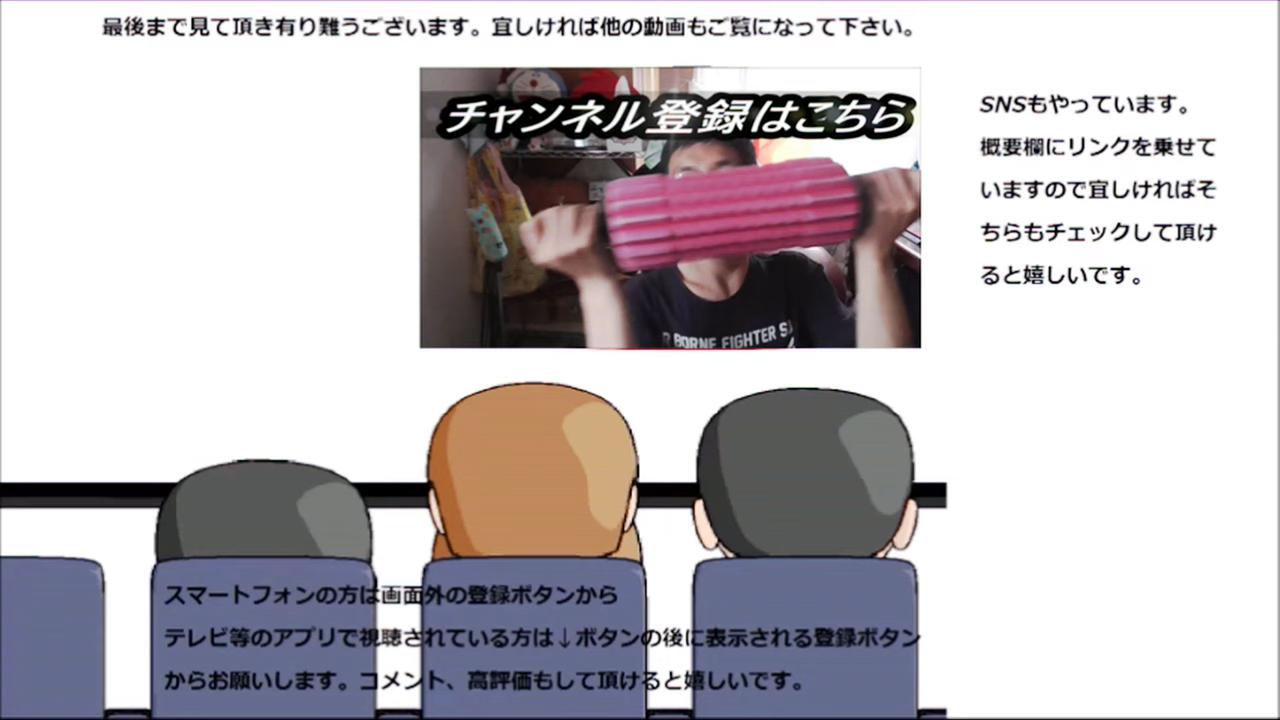 最後まで見て頂き有り難うございます。宜しければ他の動画もご覧になって下さい。
チャンネル登録はこちら
BORNE FIGHTER
SNSもやっています。
概要欄にリンクを乗せて
いますので宜しければそ
ちらもチェックして頂け
ると嬉しいです。
スマートフォンの方は画面外の登録ボタンから
テレビ等のアプリで視聴されている方は↓ボタンの後に表示される登録ボタン
からお願いします。コメント、高評価もして頂けると嬉しいです。